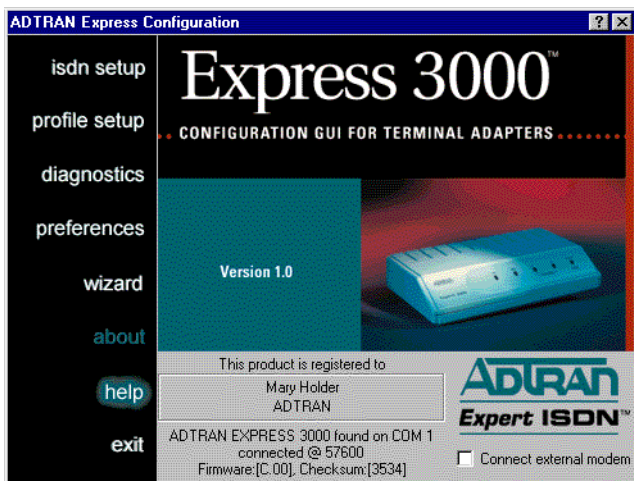 ADTRAN Express Configuration
isdn setup
profile setup
diagnostics
preferences
wizard
about
help
exit
Express 3000™
CONFIGURATION GUI FOR TERMINAL ADAPTERS
Version 1.0
This product is registered to
Mary Holder
ADTRAN
ADTRAN EXPRESS 3000 found on COM 1
connected @ 57600
Firmware:[C.00], Checksum:[3534]
ADTRAN
Expert ISDN™
Connect external modem